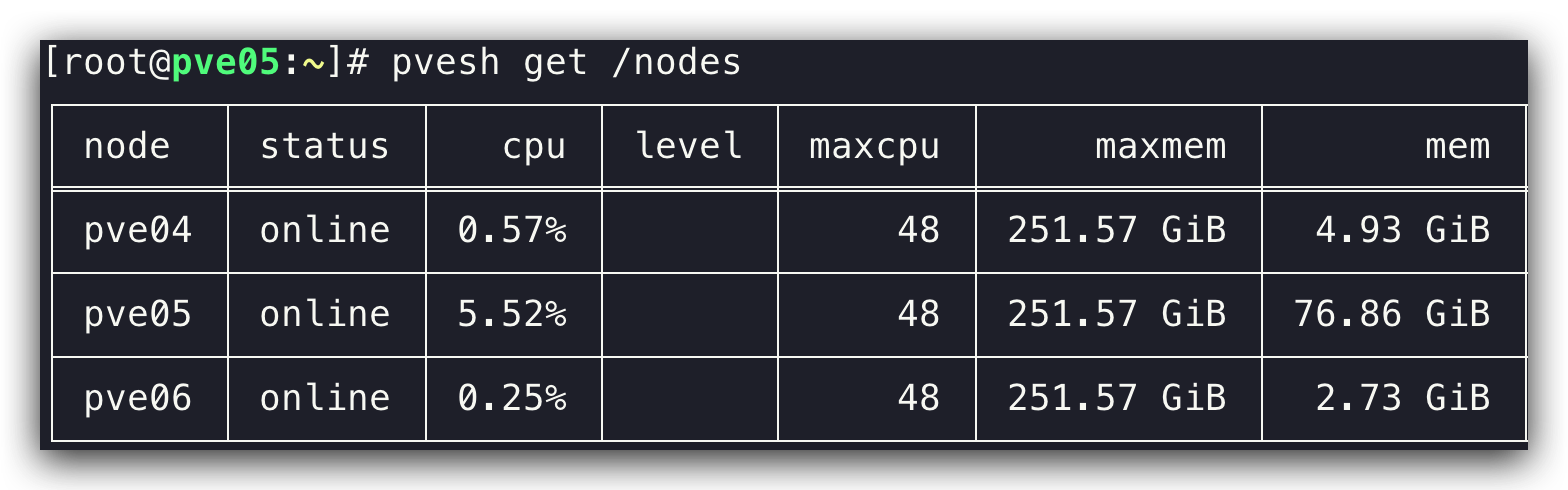 [root@pve05:~]# pvesh get /nodes
node status cpu level maxcpu maxmem mem
pve04 online 0.57% 48 251.57 GiB 4.93 GiB
pve05 online 5.52% 48 251.57 GiB 76.86 GiB
pve06 online 0.25% 48 251.57 GiB 2.73 GiB